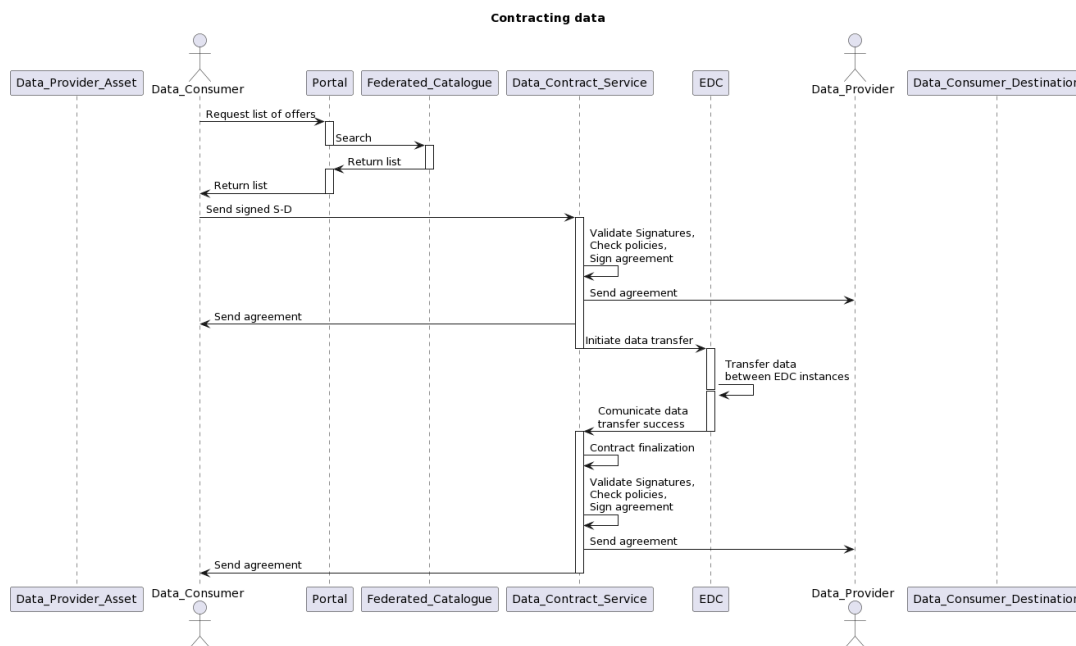 Contracting data
Data_Provider_Asset
Data_Consumer
Portal
Federated_Catalogue
Data_Contract_Service
EDC
Data_Provider
Data_Consumer_Destination
Request list of offers
Search
Return list
Return list
Send signed S-D
Validate Signatures,
Check policies,
Sign agreement
Send agreement
Send agreement
Initiate data transfer
Transfer data
between EDC instances
Comunicate data
transfer success
Contract finalization
Validate Signatures,
Check policies,
Sign agreement
Send agreement
Send agreement
Data_Provider_Asset
Data_Consumer
Portal
Federated_Catalogue
Data_Contract_Service
EDC
Data_Provider
Data_Consumer_Destination